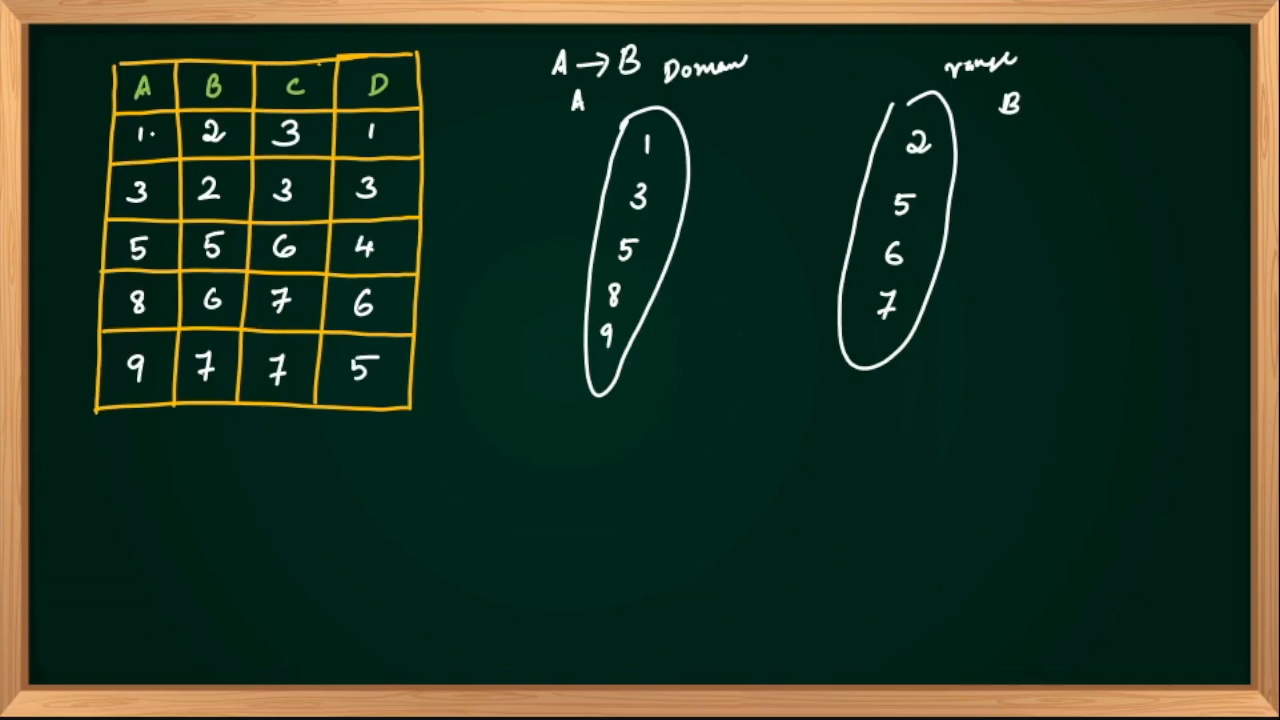 A B C D
1. 2 3 1
3 2 3 3
5 5 6 4
8 6 7 6
9 7 7 5
A → B Doman
A
1
3
5
8
9
range
B
2
5
6
7